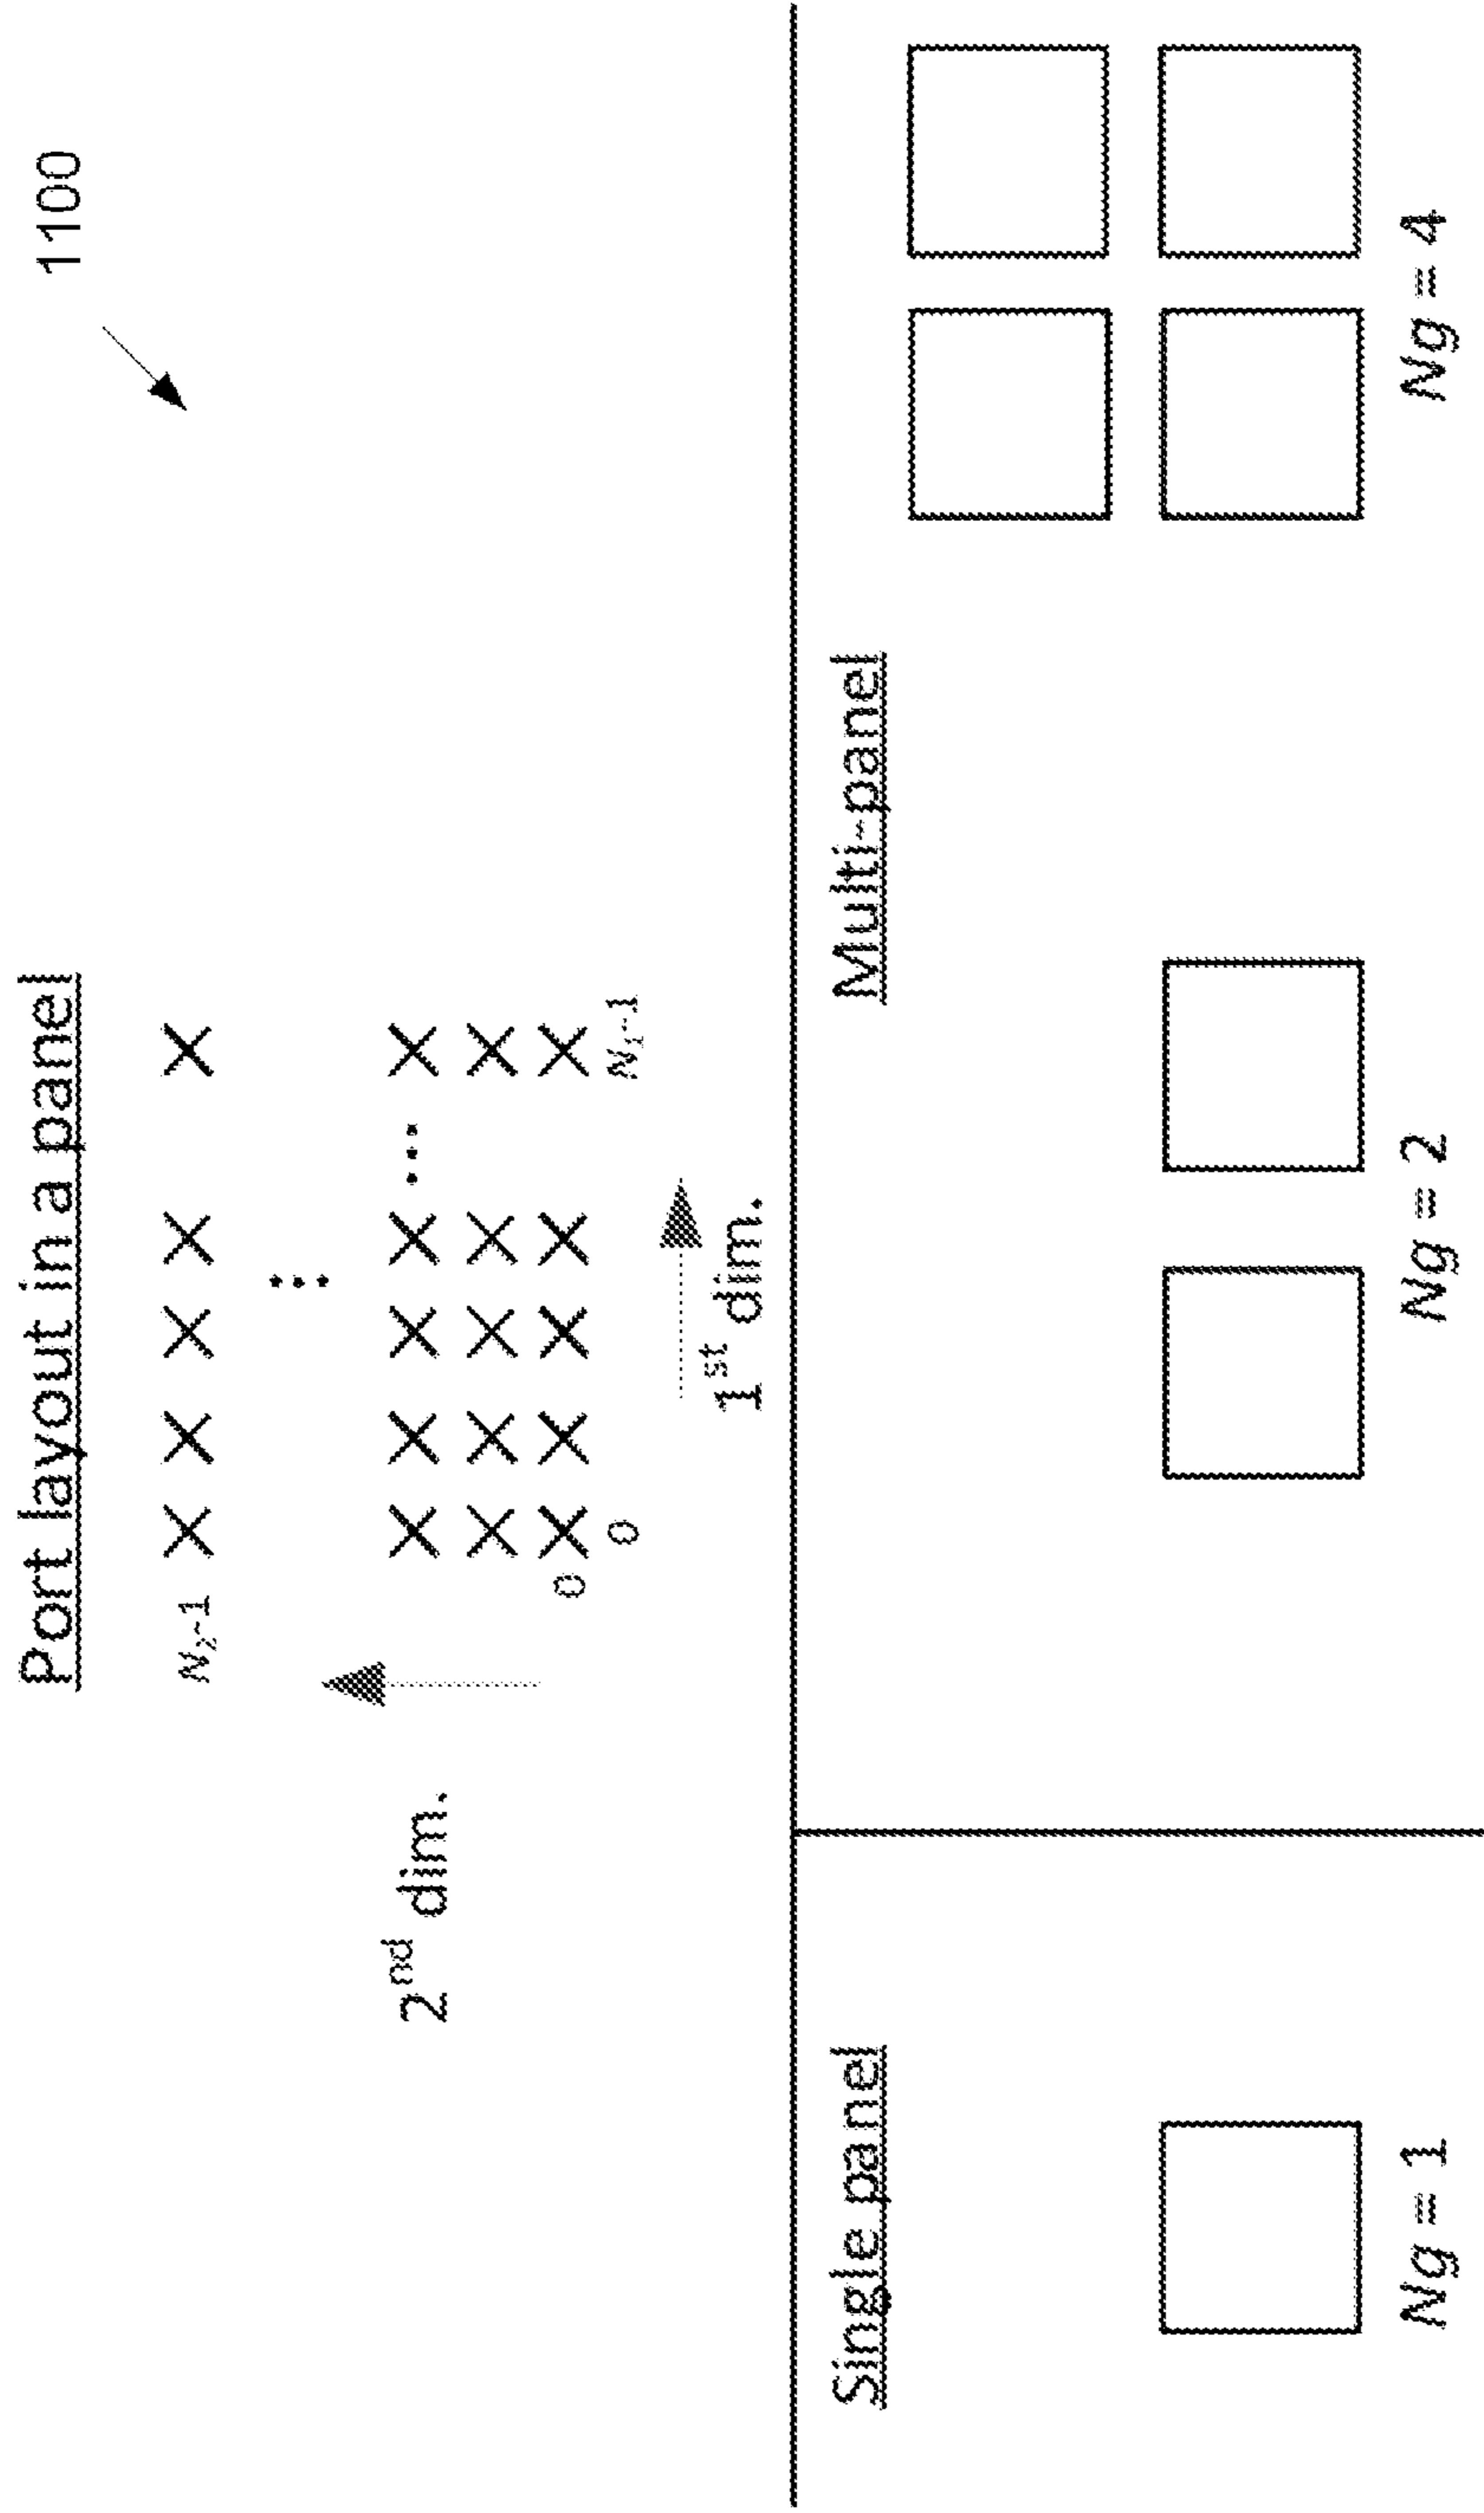 1100
Port layout in a panel
N₂-1
0
0
N₁-1
2nd dim.
1st dim.
Single panel
Multi-panel
Ng = 1
Ng = 2
Ng = 4